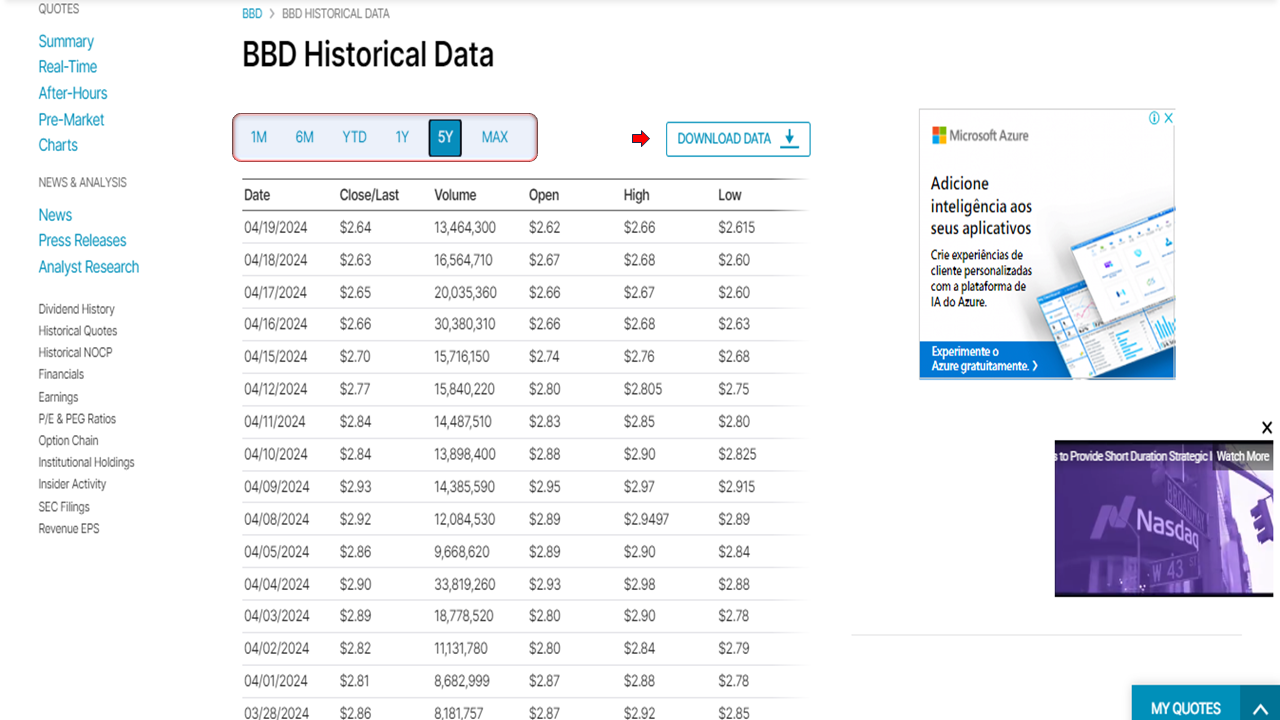 QUOTES
Summary
Real-Time
After-Hours
Pre-Market
Charts
NEWS & ANALYSIS
News
Press Releases
Analyst Research
Dividend History
Historical Quotes
Historical NOCP
Financials
Earnings
P/E & PEG Ratios
Option Chain
Institutional Holdings
Insider Activity
SEC Filings
Revenue EPS
BBD > BBD HISTORICAL DATA
BBD Historical Data
1M 6M YTD 1Y 5Y MAX
DOWNLOAD DATA
Date Close/Last Volume Open High Low
04/19/2024 $2.64 13,464,300 $2.62 $2.66 $2.615
04/18/2024 $2.63 16,564,710 $2.67 $2.68 $2.60
04/17/2024 $2.65 20,035,360 $2.66 $2.67 $2.60
04/16/2024 $2.66 30,380,310 $2.66 $2.68 $2.63
04/15/2024 $2.70 15,716,150 $2.74 $2.76 $2.68
04/12/2024 $2.77 15,840,220 $2.80 $2.805 $2.75
04/11/2024 $2.84 14,487,510 $2.83 $2.85 $2.80
04/10/2024 $2.84 13,898,400 $2.88 $2.90 $2.825
04/09/2024 $2.93 14,385,590 $2.95 $2.97 $2.915
04/08/2024 $2.92 12,084,530 $2.89 $2.9497 $2.89
04/05/2024 $2.86 9,668,620 $2.89 $2.90 $2.84
04/04/2024 $2.90 33,819,260 $2.93 $2.98 $2.88
04/03/2024 $2.89 18,778,520 $2.80 $2.90 $2.78
04/02/2024 $2.82 11,131,780 $2.80 $2.84 $2.79
04/01/2024 $2.81 8,682,999 $2.87 $2.88 $2.78
03/28/2024 $2.86 8,181,757 $2.87 $2.92 $2.85
Microsoft Azure
Adicione
inteligência aos
seus aplicativos
Crie experiências de
cliente personalizadas
com a plataforma de
IA do Azure.
Experimente o
Azure gratuitamente. >
s to Provide Short Duration Strategic I Watch More
BROADWAY
Nasdaq
W 43 ST
MY QUOTES